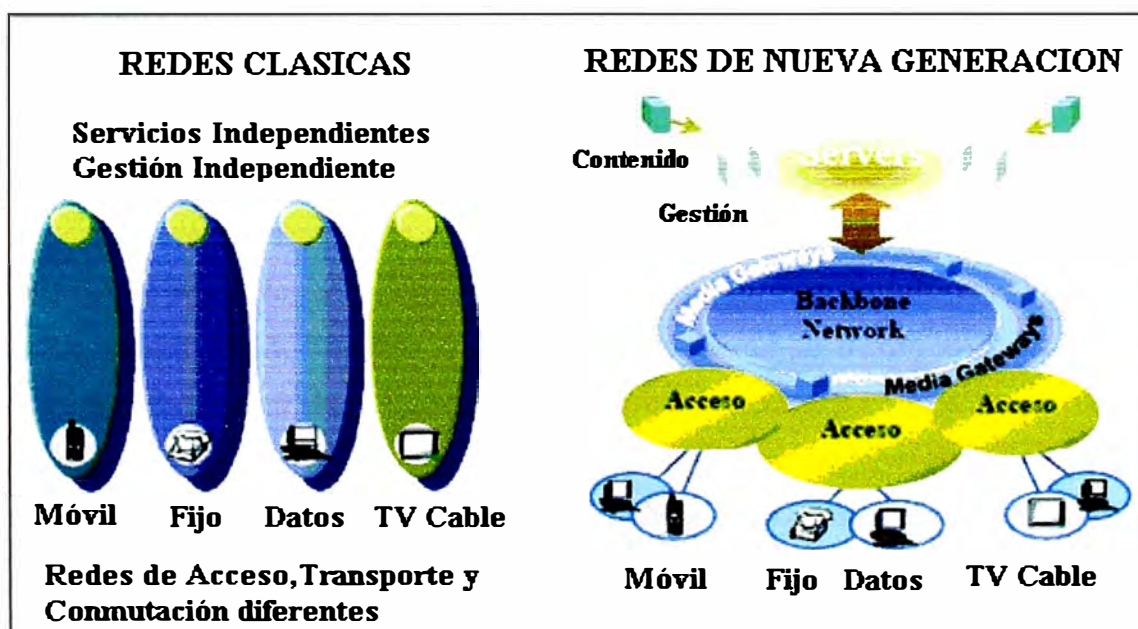 REDES CLASICAS
Servicios Independientes
Gestión Independiente
Móvil Fijo Datos TV Cable
Redes de Acceso,Transporte y
Conmutación diferentes
REDES DE NUEVA GENERACION
Contenido
Servers
Gestión
Media Gateways
Backbone
Network
Media Gateways
Acceso
Acceso
Acceso
Móvil Fijo Datos TV Cable